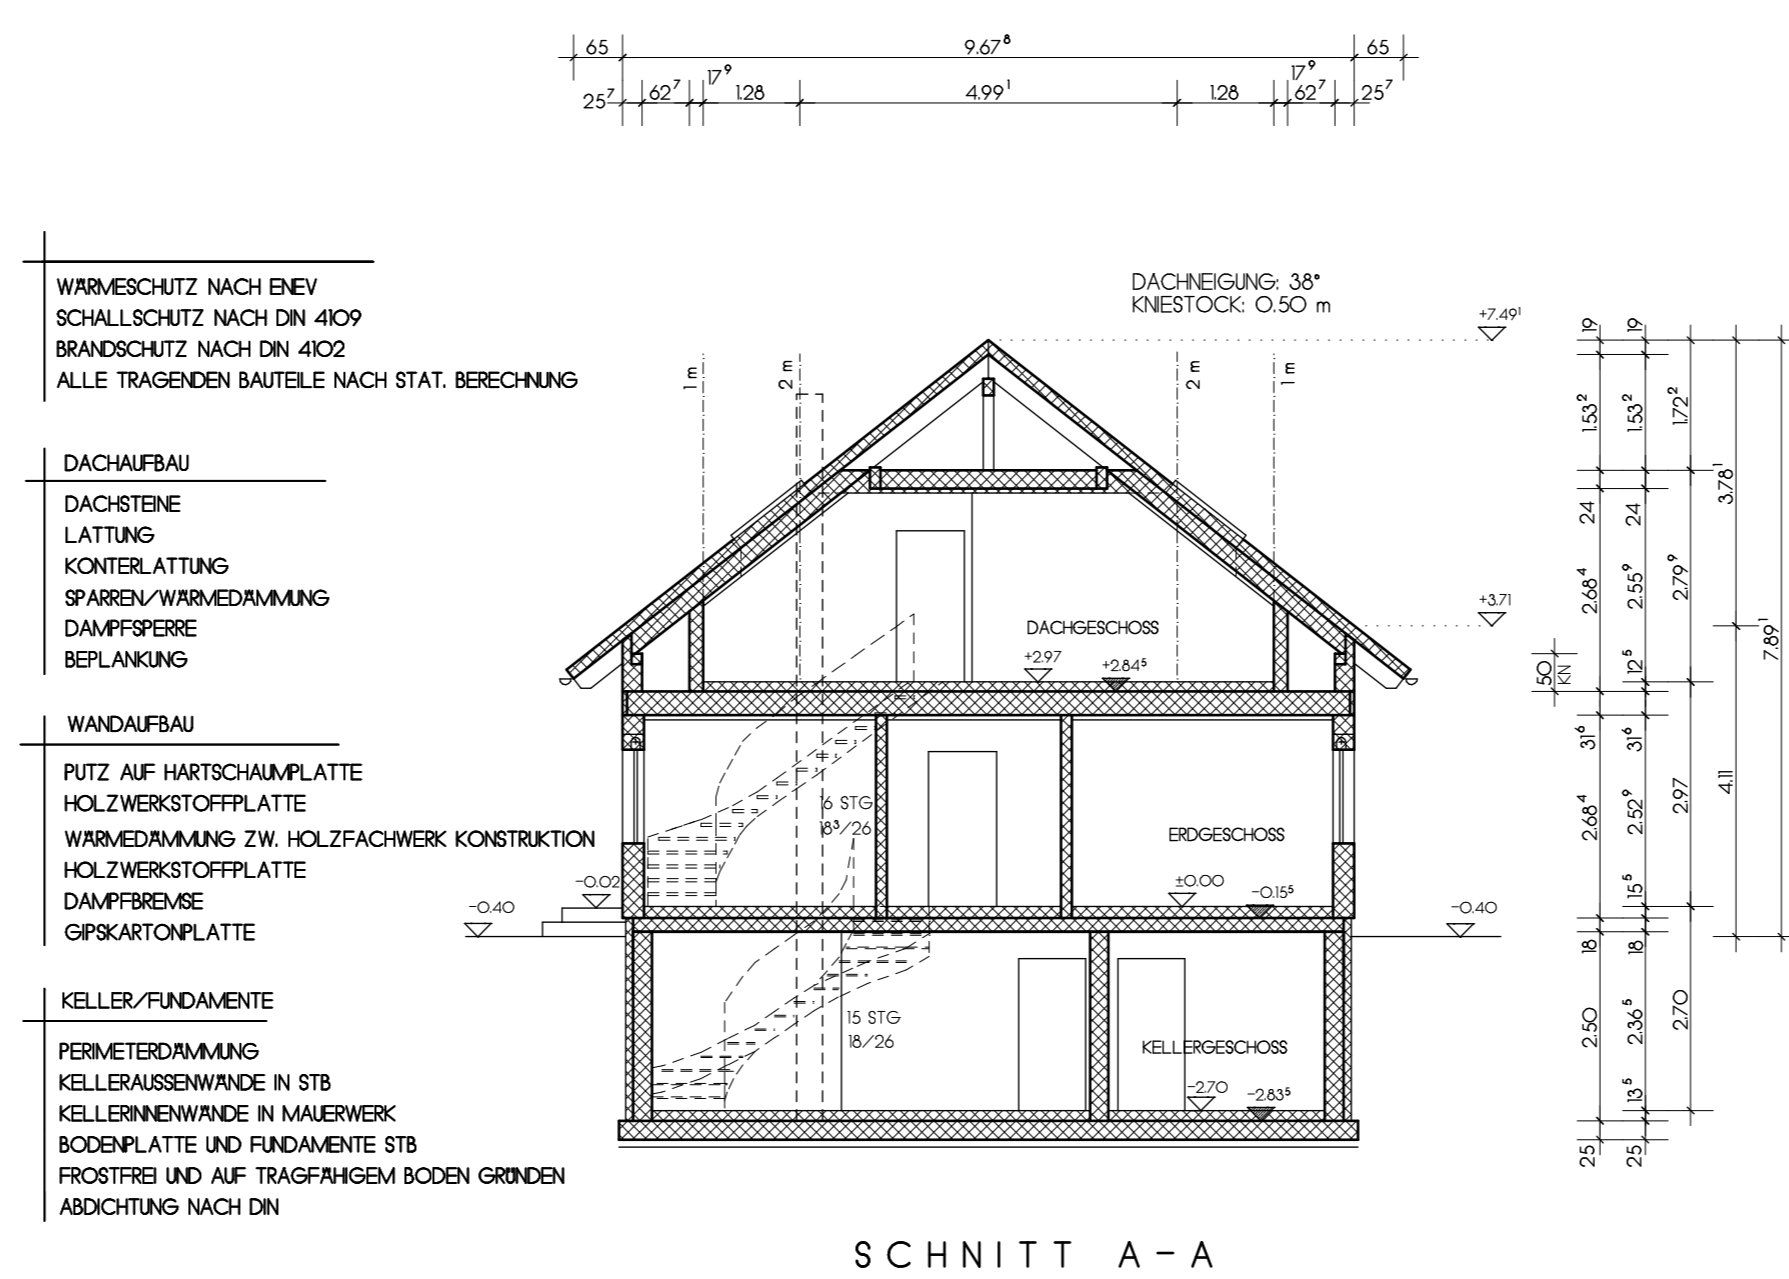 65 9.67⁸ 65
25⁷ 62⁷ 17⁹ 1.28 4.99¹ 1.28 17⁹ 62⁷ 25⁷
WÄRMESCHUTZ NACH ENEV
SCHALLSCHUTZ NACH DIN 4109
BRANDSCHUTZ NACH DIN 4102
ALLE TRAGENDEN BAUTEILE NACH STAT. BERECHNUNG
DACHAUFBAU
DACHSTEINE
LATTUNG
KONTERLATTUNG
SPARREN/WÄRMEDÄMMUNG
DAMPFSPERRE
BEPLANKUNG
WANDAUFBAU
PUTZ AUF HARTSCHAUMPLATTE
HOLZWERKSTOFFPLATTE
WÄRMEDÄMMUNG ZW. HOLZFACHWERK KONSTRUKTION
HOLZWERKSTOFFPLATTE
DAMPFBREMSE
GIPSKARTONPLATTE
KELLER/FUNDAMENTE
PERIMETERDÄMMUNG
KELLERAUSSENWÄNDE IN STB
KELLERINNENWÄNDE IN MAUERWERK
BODENPLATTE UND FUNDAMENTE STB
FROSTFREI UND AUF TRAGFÄHIGEM BODEN GRÜNDEN
ABDICHTUNG NACH DIN
DACHNEIGUNG: 38°
KNIESTOCK: 0.50 m
+7.49¹
1 m 2 m 2 m 1 m
+3.71
DACHGESCHOSS
+2.97 +2.84⁵
16 STG
18³/26
ERDGESCHOSS
-0.02 ±0.00 -0.15⁵
-0.40 -0.40
15 STG
18/26
KELLERGESCHOSS
-2.70 -2.83⁵
50
KN
19 1.53² 24 2.68⁴ 31⁶ 2.68⁴ 18 2.50 25
19 1.53² 24 2.55⁹ 12⁵ 31⁶ 2.52⁹ 15⁵ 18 2.36⁵ 13⁵ 25
1.72² 2.79⁹ 2.97 2.70
3.78¹ 4.11
7.89¹
SCHNITT A-A